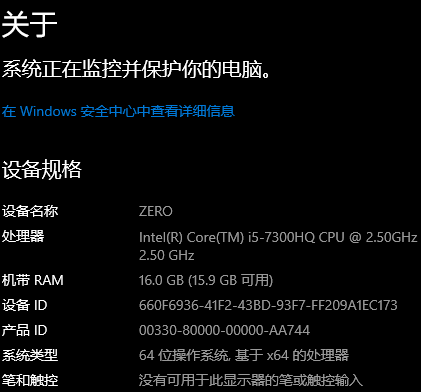 关于
系统正在监控并保护你的电脑。
在 Windows 安全中心中查看详细信息
设备规格
设备名称 ZERO
处理器 Intel(R) Core(TM) i5-7300HQ CPU @ 2.50GHz
2.50 GHz
机带 RAM 16.0 GB (15.9 GB 可用)
设备 ID 660F6936-41F2-43BD-93F7-FF209A1EC173
产品 ID 00330-80000-00000-AA744
系统类型 64 位操作系统, 基于 x64 的处理器
笔和触控 没有可用于此显示器的笔或触控输入